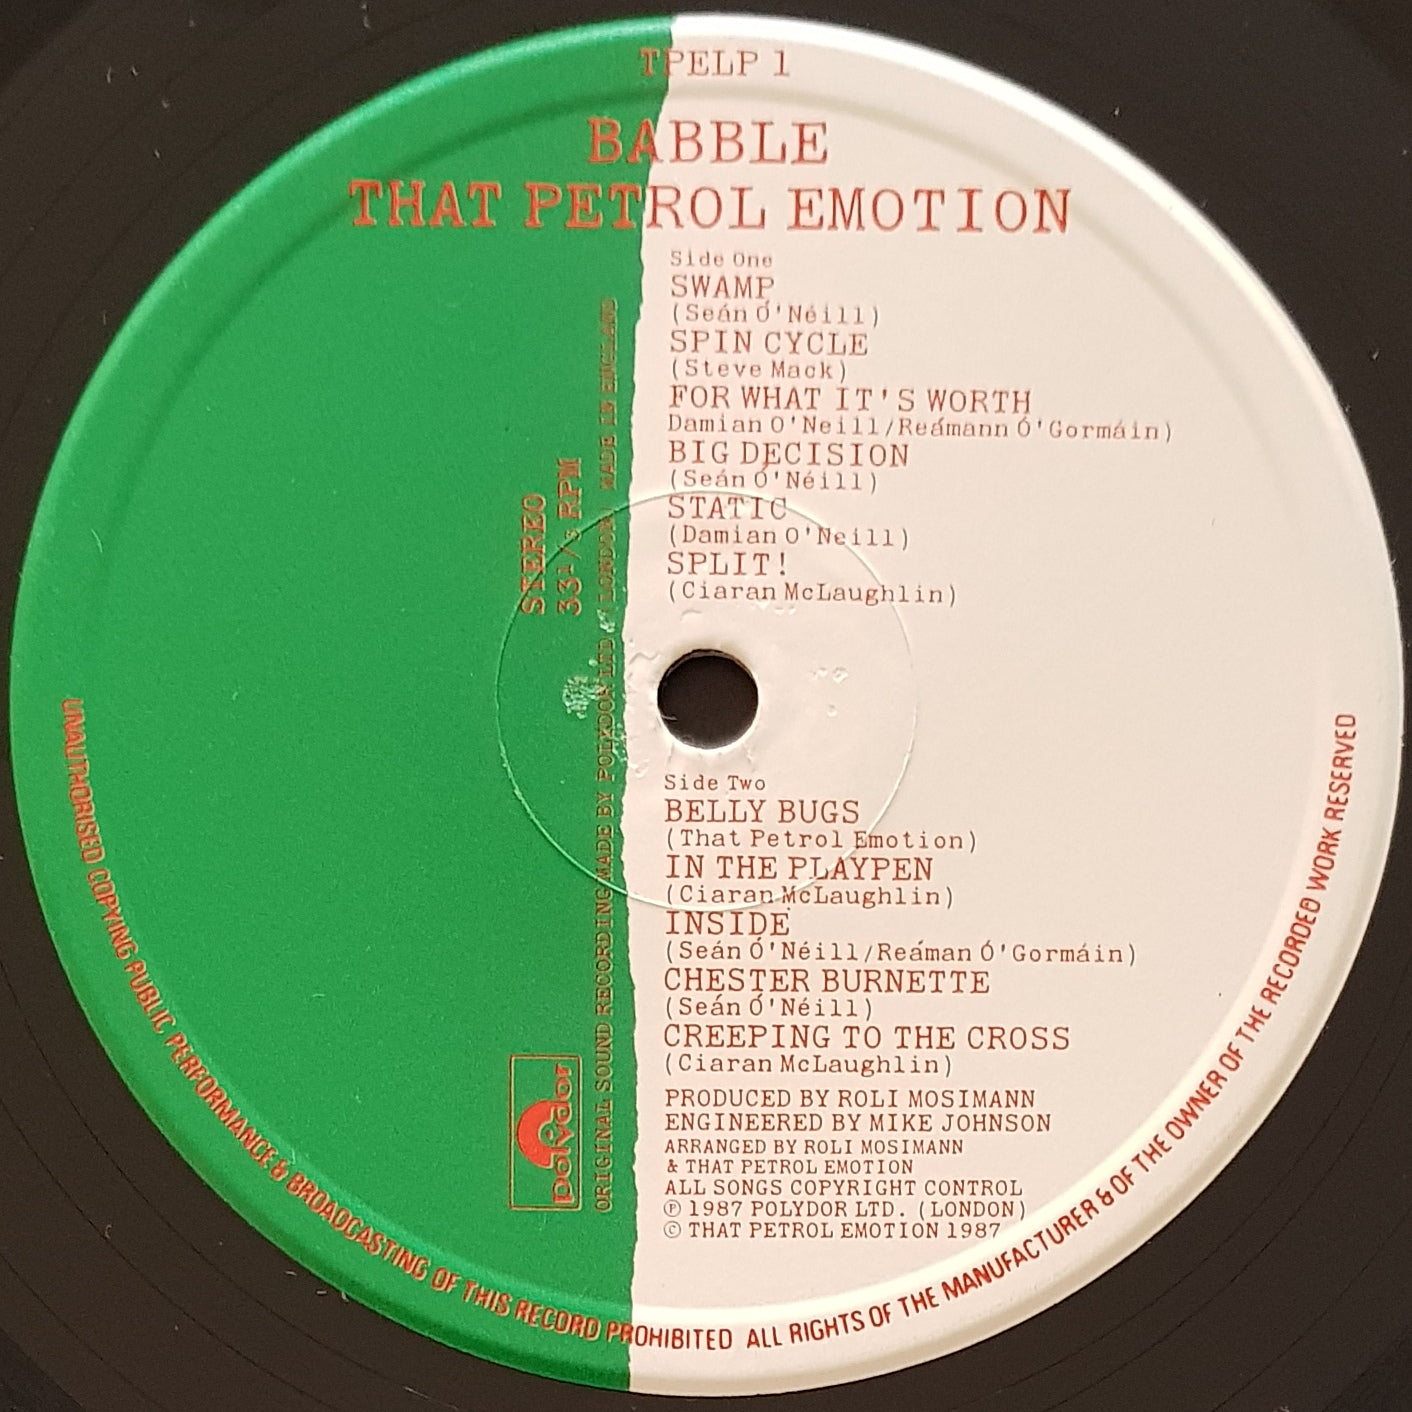 TPELP 1
BABBLE
THAT PETROL EMOTION
Side One
SWAMP
(Seán Ó'Néill)
SPIN CYCLE
(Steve Mack)
FOR WHAT IT'S WORTH
Damian O'Neill/Reámann Ó'Gormáin)
BIG DECISION
(Seán Ó'Néill)
STATIC
(Damian O'Neill)
SPLIT!
(Ciaran McLaughlin)
STEREO
33 1/3 RPM
ORIGINAL SOUND RECORDING MADE BY POLYDOR LTD LONDON MADE IN ENGLAND
polydor
Side Two
BELLY BUGS
(That Petrol Emotion)
IN THE PLAYPEN
(Ciaran McLaughlin)
INSIDE
(Seán Ó'Néill/Reáman Ó'Gormáin)
CHESTER BURNETTE
(Seán Ó'Néill)
CREEPING TO THE CROSS
(Ciaran McLaughlin)
PRODUCED BY ROLI MOSIMANN
ENGINEERED BY MIKE JOHNSON
ARRANGED BY ROLI MOSIMANN
& THAT PETROL EMOTION
ALL SONGS COPYRIGHT CONTROL
℗ 1987 POLYDOR LTD. (LONDON)
© THAT PETROL EMOTION 1987
UNAUTHORISED COPYING PUBLIC PERFORMANCE & BROADCASTING OF THIS RECORD PROHIBITED ALL RIGHTS OF THE MANUFACTURER & OF THE OWNER OF THE RECORDED WORK RESERVED